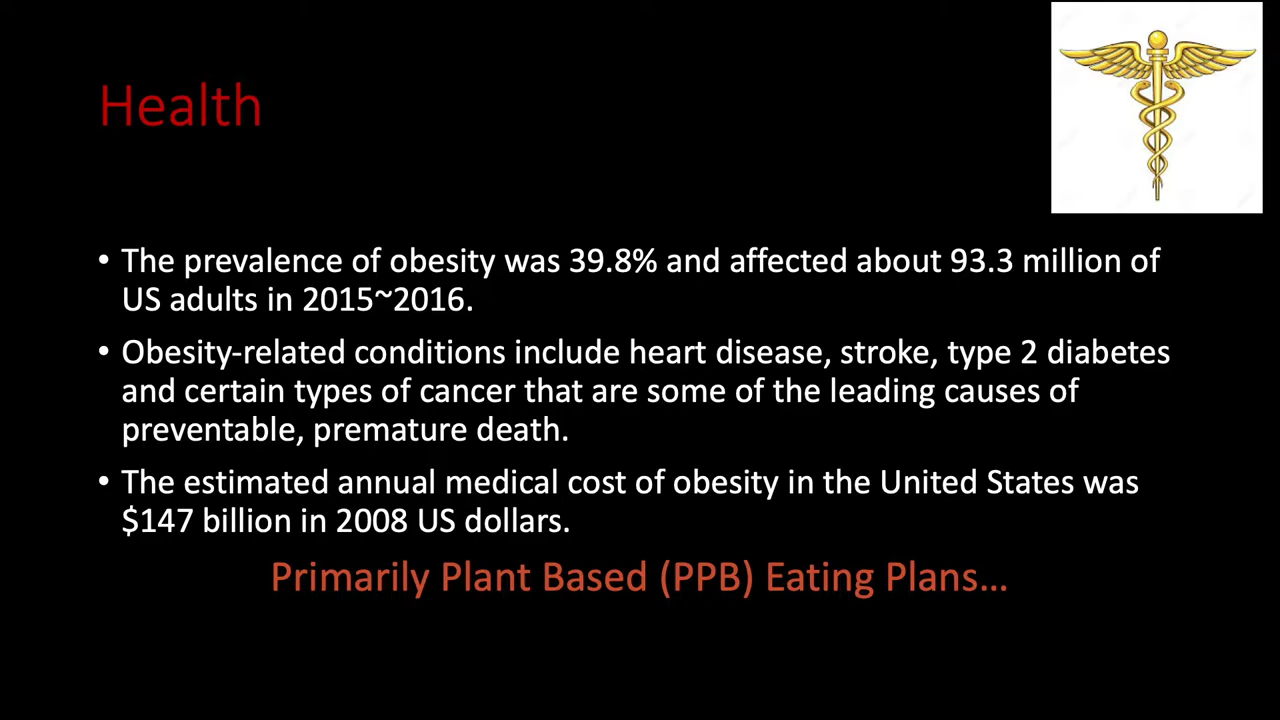 Health
• The prevalence of obesity was 39.8% and affected about 93.3 million of
US adults in 2015~2016.
• Obesity-related conditions include heart disease, stroke, type 2 diabetes
and certain types of cancer that are some of the leading causes of
preventable, premature death.
• The estimated annual medical cost of obesity in the United States was
$147 billion in 2008 US dollars.
Primarily Plant Based (PPB) Eating Plans…